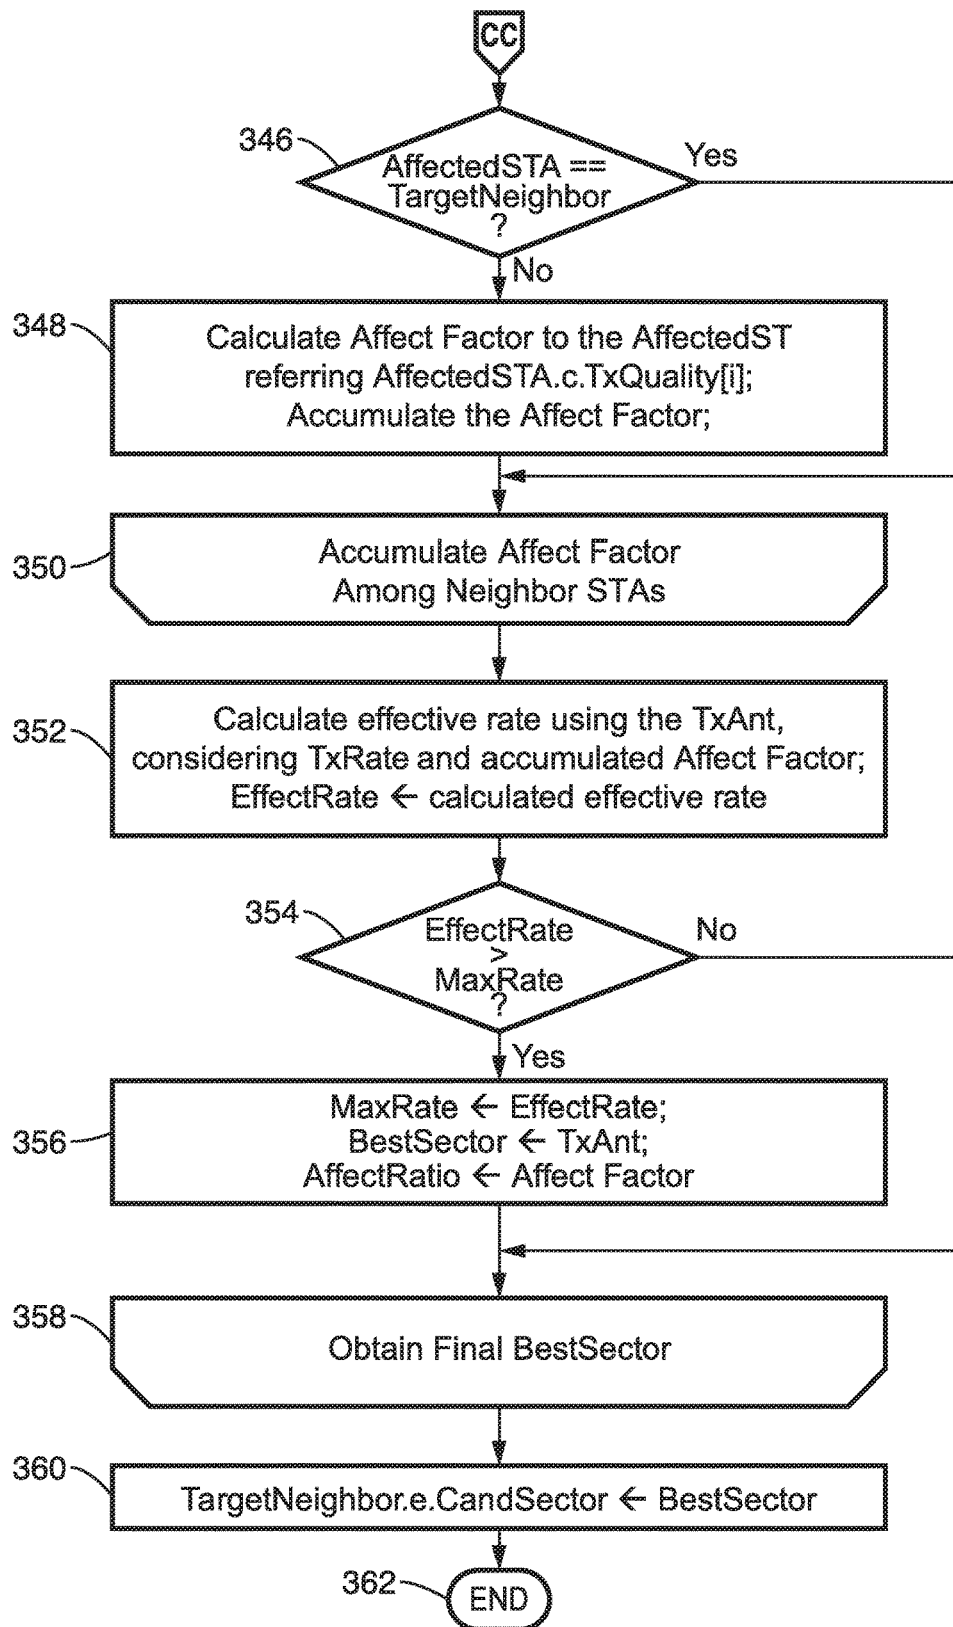 CC
346
AffectedSTA ==
TargetNeighbor
?
Yes
No
348
Calculate Affect Factor to the AffectedST
referring AffectedSTA.c.TxQuality[i];
Accumulate the Affect Factor;
350
Accumulate Affect Factor
Among Neighbor STAs
352
Calculate effective rate using the TxAnt,
considering TxRate and accumulated Affect Factor;
EffectRate ← calculated effective rate
354
EffectRate
>
MaxRate
?
No
Yes
356
MaxRate ← EffectRate;
BestSector ← TxAnt;
AffectRatio ← Affect Factor
358
Obtain Final BestSector
360
TargetNeighbor.e.CandSector ← BestSector
362
END